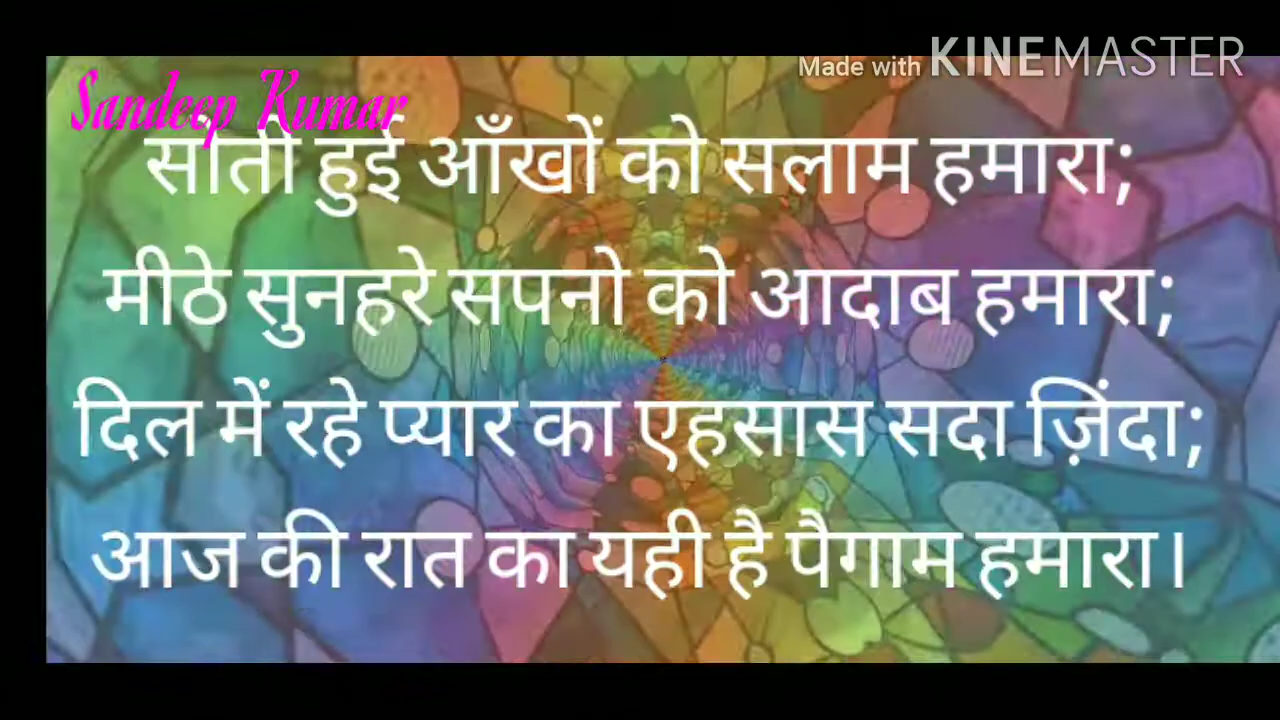 Made with KINEMASTER
Sandeep Kumar
सोती हुई आँखों को सलाम हमारा;
मीठे सुनहरे सपनो को आदाब हमारा;
दिल में रहे प्यार का एहसास सदा ज़िंदा;
आज की रात का यही है पैगाम हमारा।